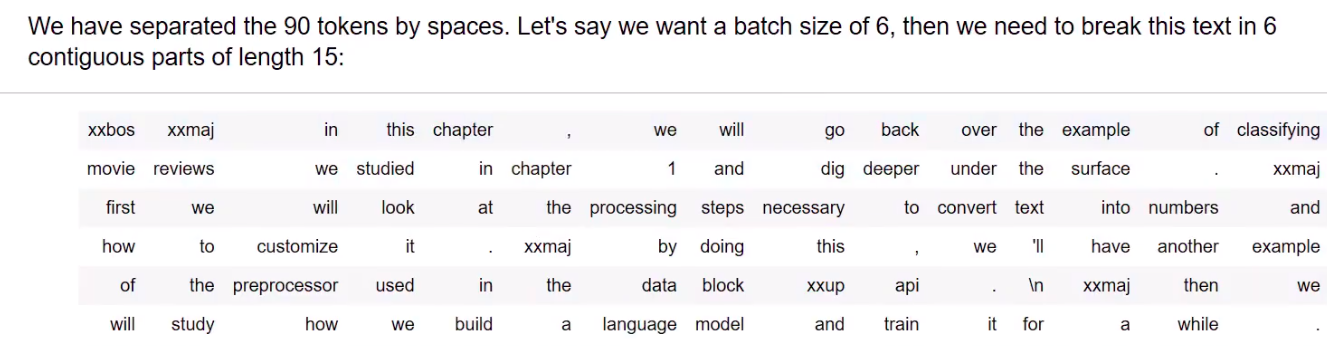 We have separated the 90 tokens by spaces. Let's say we want a batch size of 6, then we need to break this text in 6
contiguous parts of length 15:
xxbos xxmaj in this chapter , we will go back over the example of classifying
movie reviews we studied in chapter 1 and dig deeper under the surface . xxmaj
first we will look at the processing steps necessary to convert text into numbers and
how to customize it . xxmaj by doing this , we 'll have another example
of the preprocessor used in the data block xxup api . \n xxmaj then we
will study how we build a language model and train it for a while .